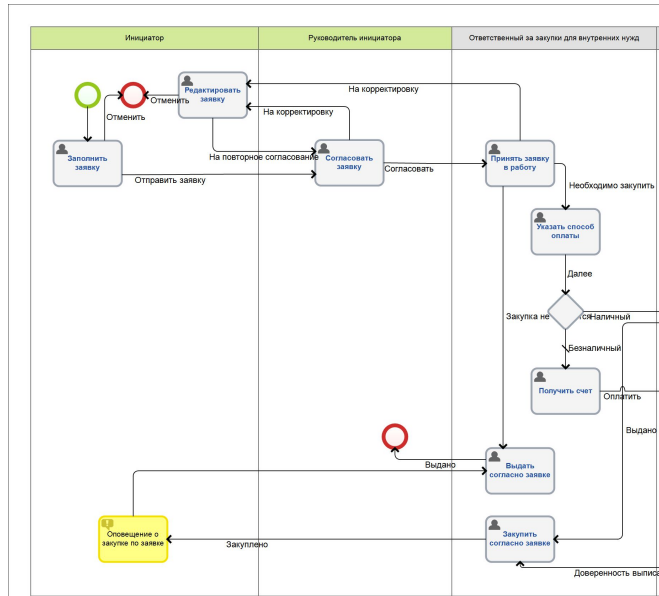 Инициатор
Руководитель инициатора
Ответственный за закупки для внутренних нужд
Редактировать
заявку
На корректировку
Отменить
На корректировку
Отменить
Заполнить
заявку
На повторное согласование
Согласовать
заявку
Согласовать
Принять заявку
в работу
Отправить заявку
Необходимо закупить
Указать способ
оплаты
Далее
Закупка не
Наличный
Безналичный
Получить счет
Оплатить
Выдано
Выдано
Выдать
согласно заявке
Оповещение о
закупке по заявке
Закуплено
Закупить
согласно заявке
Доверенность